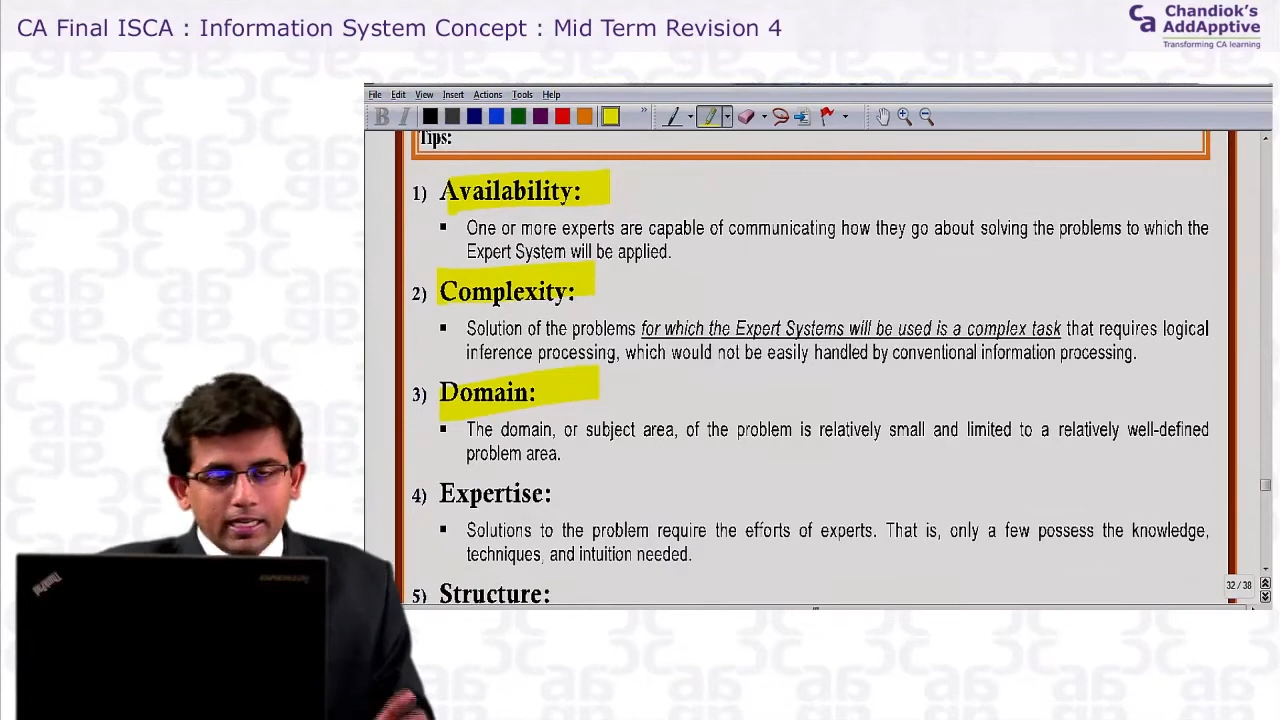 CA Final ISCA : Information System Concept : Mid Term Revision 4
Ca Chandiok's
AddApptive
Transforming CA learning
File Edit View Insert Actions Tools Help
B I »
Tips:
1) Availability:
▪ One or more experts are capable of communicating how they go about solving the problems to which the
Expert System will be applied.
2) Complexity:
▪ Solution of the problems for which the Expert Systems will be used is a complex task that requires logical
inference processing, which would not be easily handled by conventional information processing.
3) Domain:
▪ The domain, or subject area, of the problem is relatively small and limited to a relatively well-defined
problem area.
4) Expertise:
▪ Solutions to the problem require the efforts of experts. That is, only a few possess the knowledge,
techniques, and intuition needed.
32 / 38
5) Structure:
ThinkPad